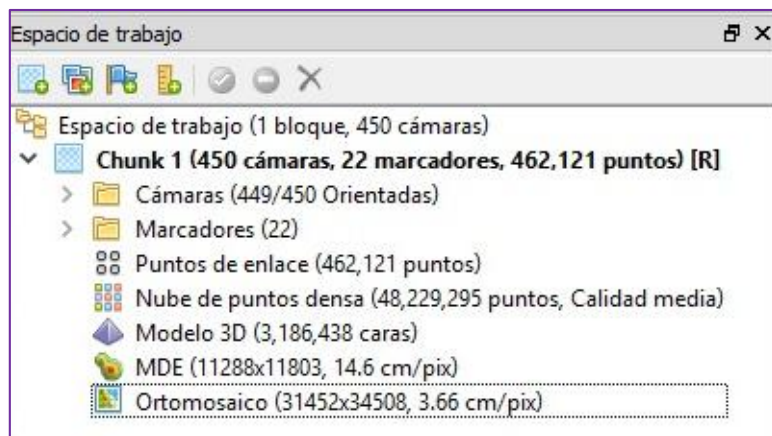 Espacio de trabajo
Espacio de trabajo (1 bloque, 450 cámaras)
Chunk 1 (450 cámaras, 22 marcadores, 462,121 puntos) [R]
Cámaras (449/450 Orientadas)
Marcadores (22)
Puntos de enlace (462,121 puntos)
Nube de puntos densa (48,229,295 puntos, Calidad media)
Modelo 3D (3,186,438 caras)
MDE (11288x11803, 14.6 cm/pix)
Ortomosaico (31452x34508, 3.66 cm/pix)